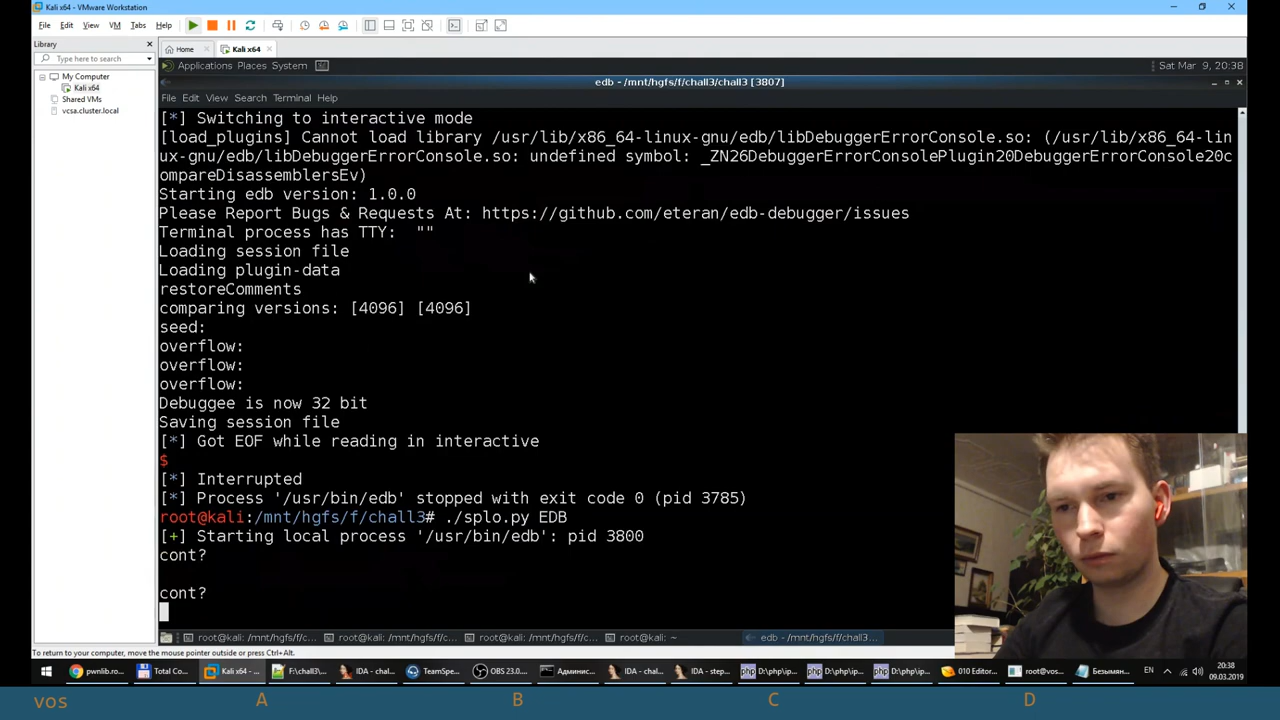 Kali x64 - VMware Workstation
File Edit View VM Tabs Help
Library
Type here to search
My Computer
Kali x64
Shared VMs
vcsa.cluster.local
Home Kali x64
Applications Places System Sat Mar 9, 20:38
edb - /mnt/hgfs/f/chall3/chall3 [3807]
File Edit View Search Terminal Help
[*] Switching to interactive mode
[load_plugins] Cannot load library /usr/lib/x86_64-linux-gnu/edb/libDebuggerErrorConsole.so: (/usr/lib/x86_64-lin
ux-gnu/edb/libDebuggerErrorConsole.so: undefined symbol: _ZN26DebuggerErrorConsolePlugin20DebuggerErrorConsole20c
ompareDisassemblersEv)
Starting edb version: 1.0.0
Please Report Bugs & Requests At: https://github.com/eteran/edb-debugger/issues
Terminal process has TTY: ""
Loading session file
Loading plugin-data
restoreComments
comparing versions: [4096] [4096]
seed:
overflow:
overflow:
overflow:
Debuggee is now 32 bit
Saving session file
[*] Got EOF while reading in interactive
$
[*] Interrupted
[*] Process '/usr/bin/edb' stopped with exit code 0 (pid 3785)
root@kali:/mnt/hgfs/f/chall3# ./splo.py EDB
[+] Starting local process '/usr/bin/edb': pid 3800
cont?
cont?
root@kali: /mnt/hgfs/f/c... root@kali: /mnt/hgfs/f/c... root@kali: /mnt/hgfs/f/c... root@kali: ~ edb - /mnt/hgfs/f/chall3...
To return to your computer, move the mouse pointer outside or press Ctrl+Alt.
pwnlib.ro... Total Co... Kali x64 - ... F:\chall3\... IDA - chal... TeamSpe... OBS 23.0... Админис... IDA - chal... IDA - step... D:\php\ip... D:\php\ip... D:\php\ip... 010 Editor... root@vos... Безымян... EN 20:38
09.03.2019
vos A B C D